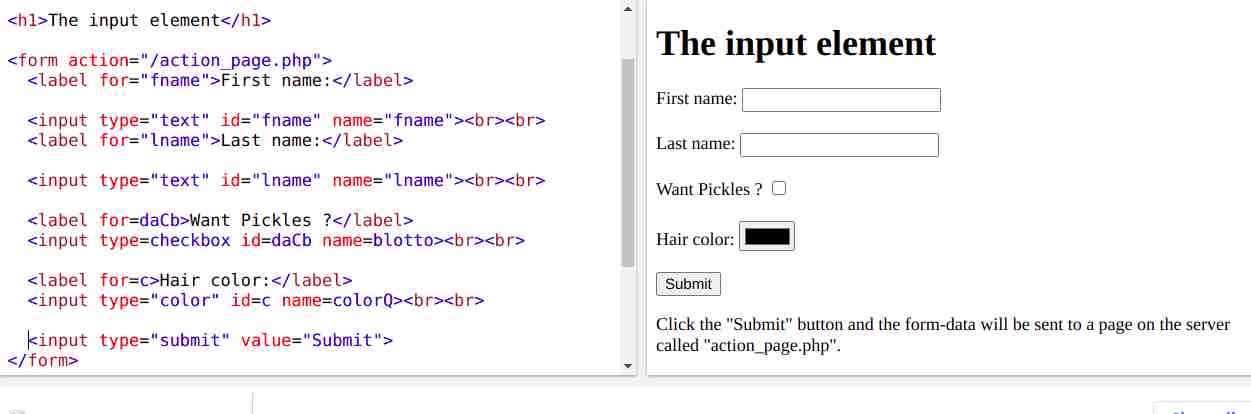 <h1>The input element</h1>
<form action="/action_page.php">
<label for="fname">First name:</label>
<input type="text" id="fname" name="fname"><br><br>
<label for="lname">Last name:</label>
<input type="text" id="lname" name="lname"><br><br>
<label for=daCb>Want Pickles ?</label>
<input type=checkbox id=daCb name=blotto><br><br>
<label for=c>Hair color:</label>
<input type="color" id=c name=colorQ><br><br>
<input type="submit" value="Submit">
</form>
The input element
First name:
Last name:
Want Pickles ?
Hair color:
Submit
Click the "Submit" button and the form-data will be sent to a page on the server
called "action_page.php".